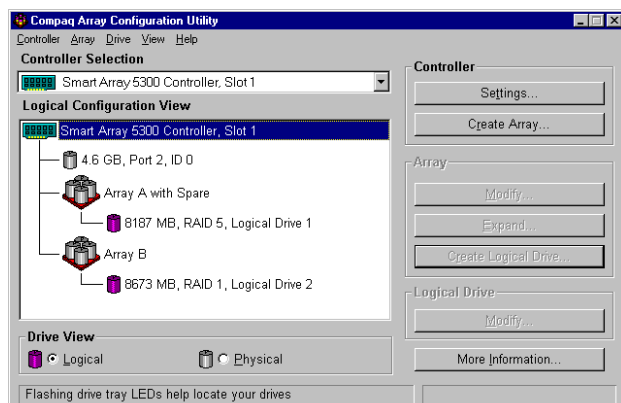 Compaq Array Configuration Utility
Controller Array Drive View Help
Controller Selection
Smart Array 5300 Controller, Slot 1
Logical Configuration View
Smart Array 5300 Controller, Slot 1
4.6 GB, Port 2, ID 0
Array A with Spare
8187 MB, RAID 5, Logical Drive 1
Array B
8673 MB, RAID 1, Logical Drive 2
Drive View
Logical
Physical
Controller
Settings...
Create Array...
Array
Modify...
Expand...
Create Logical Drive...
Logical Drive
Modify...
More Information...
Flashing drive tray LEDs help locate your drives